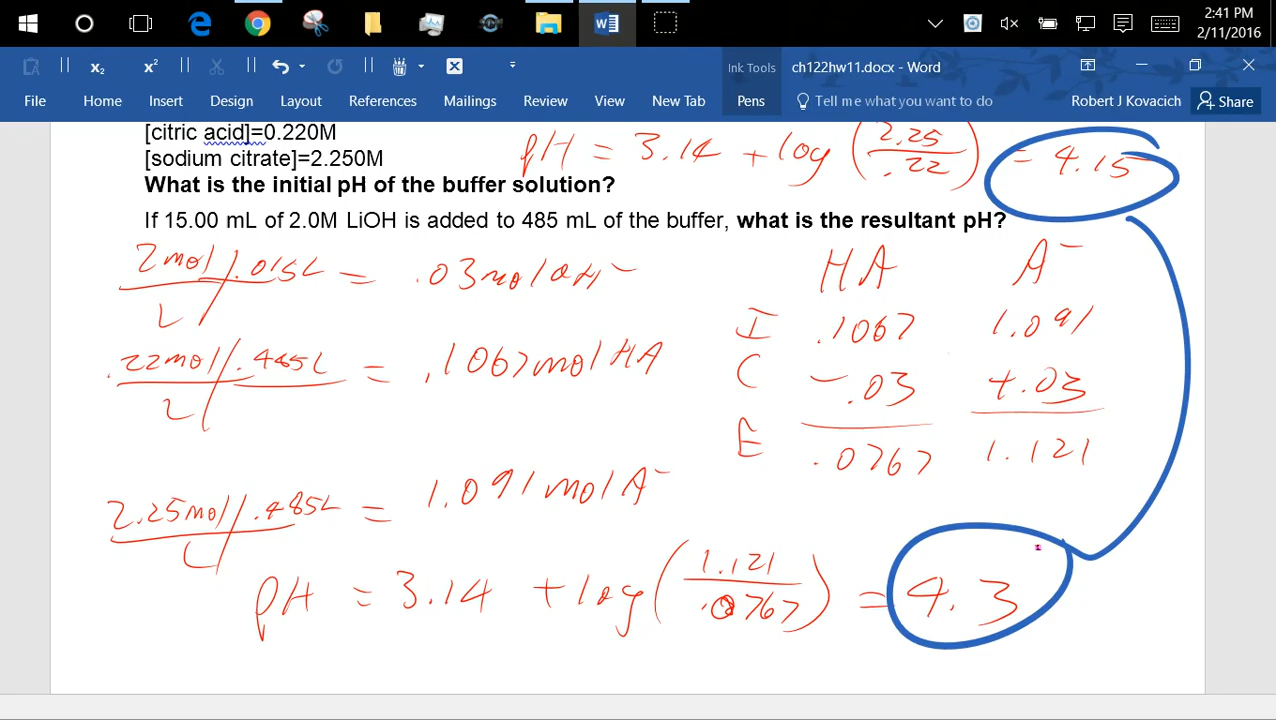 2:41 PM
2/11/2016
x₂ x² Ink Tools ch122hw11.docx - Word
File Home Insert Design Layout References Mailings Review View New Tab Pens Tell me what you want to do Robert J Kovacich Share
[citric acid]=0.220M
[sodium citrate]=2.250M
pH = 3.14 + log (2.25/.22) = 4.15
What is the initial pH of the buffer solution?
If 15.00 mL of 2.0M LiOH is added to 485 mL of the buffer, what is the resultant pH?
HA A⁻
2mol/.015L = .03molOH⁻
L
I .1067 1.091
.22mol/.485L = .1067molHA
L
C -.03 +.03
E .0767 1.121
2.25mol/.485L = 1.091molA⁻
L
pH = 3.14 + log (1.121/.0767) = 4.3